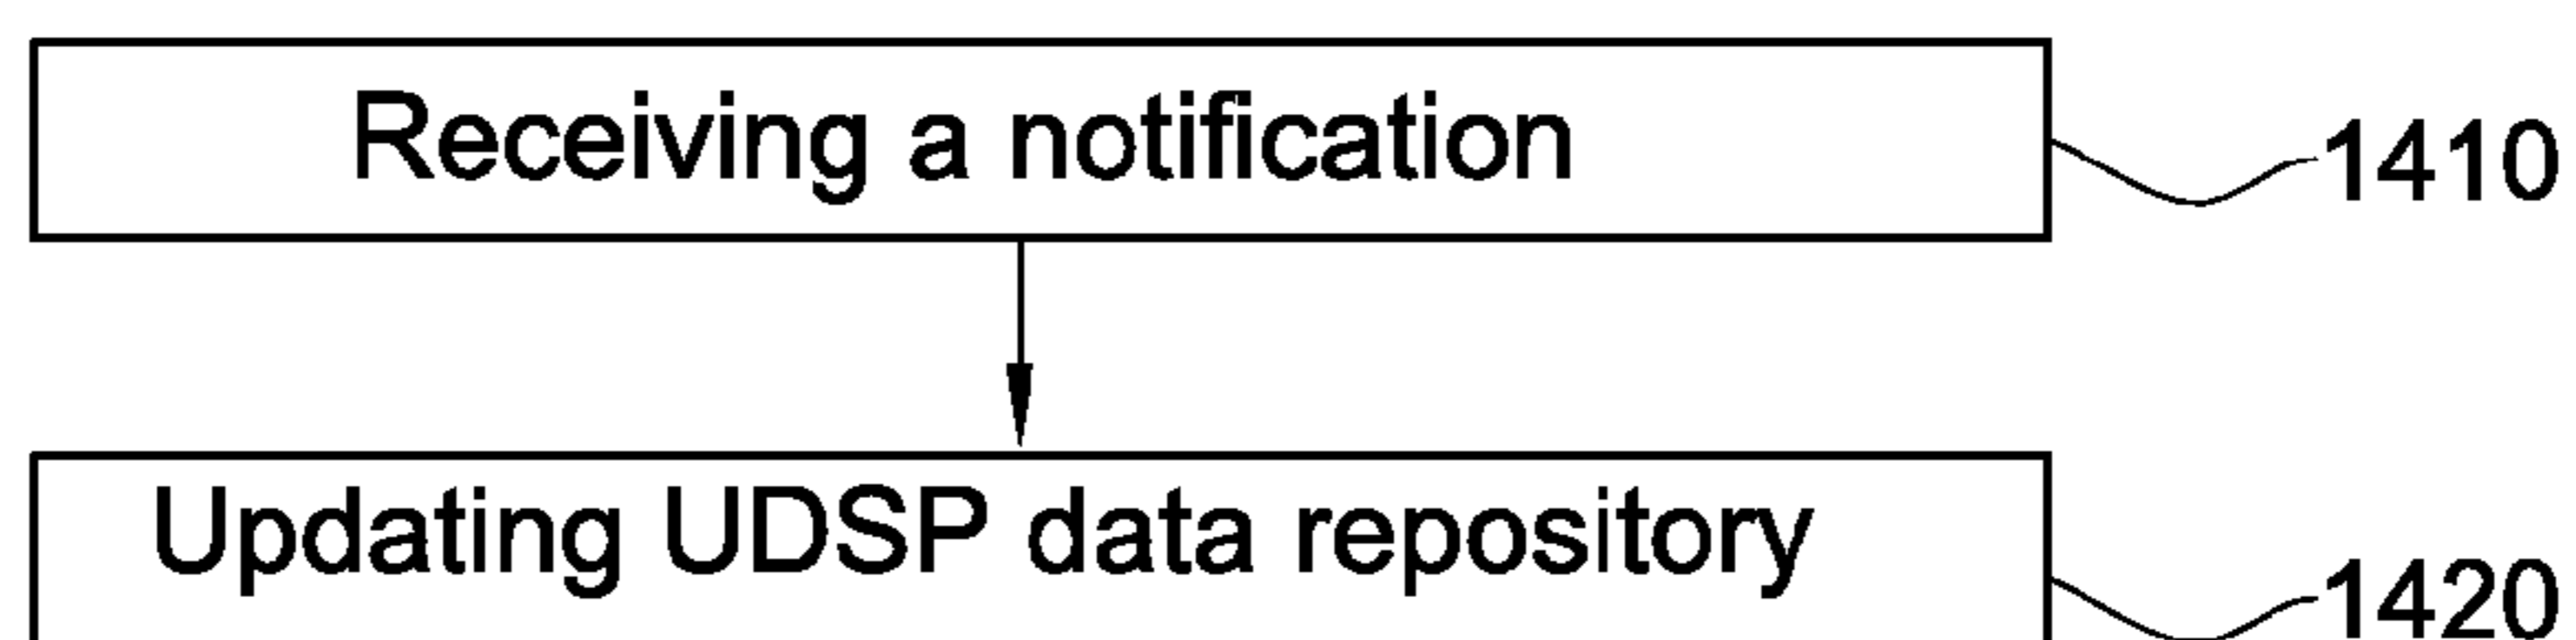 Receiving a notification
1410
Updating UDSP data repository
1420